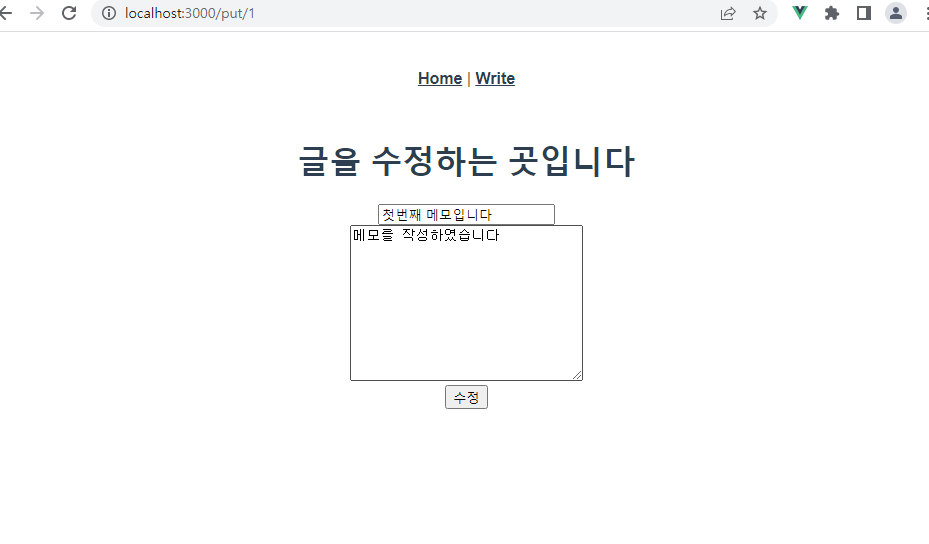 localhost:3000/put/1
Home | Write
글을 수정하는 곳입니다
첫번째 메모입니다
메모를 작성하였습니다
수정